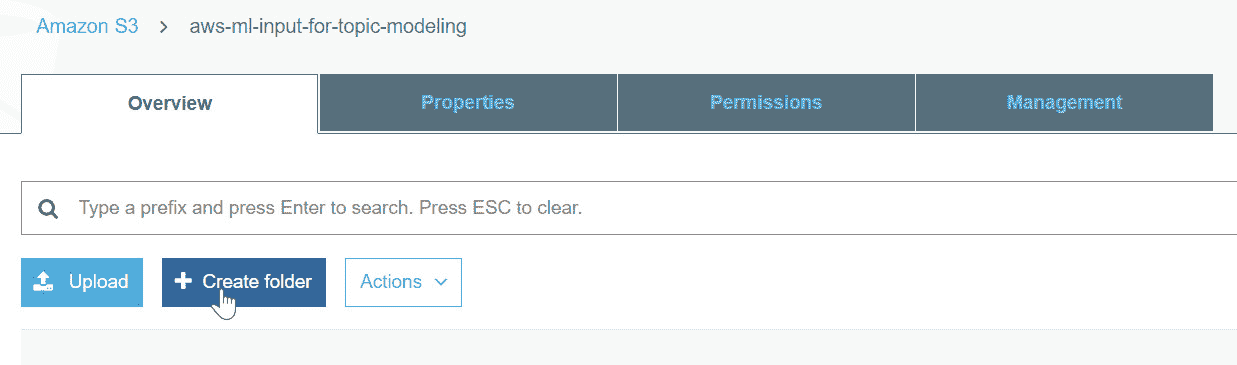 Amazon S3 > aws-ml-input-for-topic-modeling
Overview Properties Permissions Management
Type a prefix and press Enter to search. Press ESC to clear.
Upload + Create folder Actions